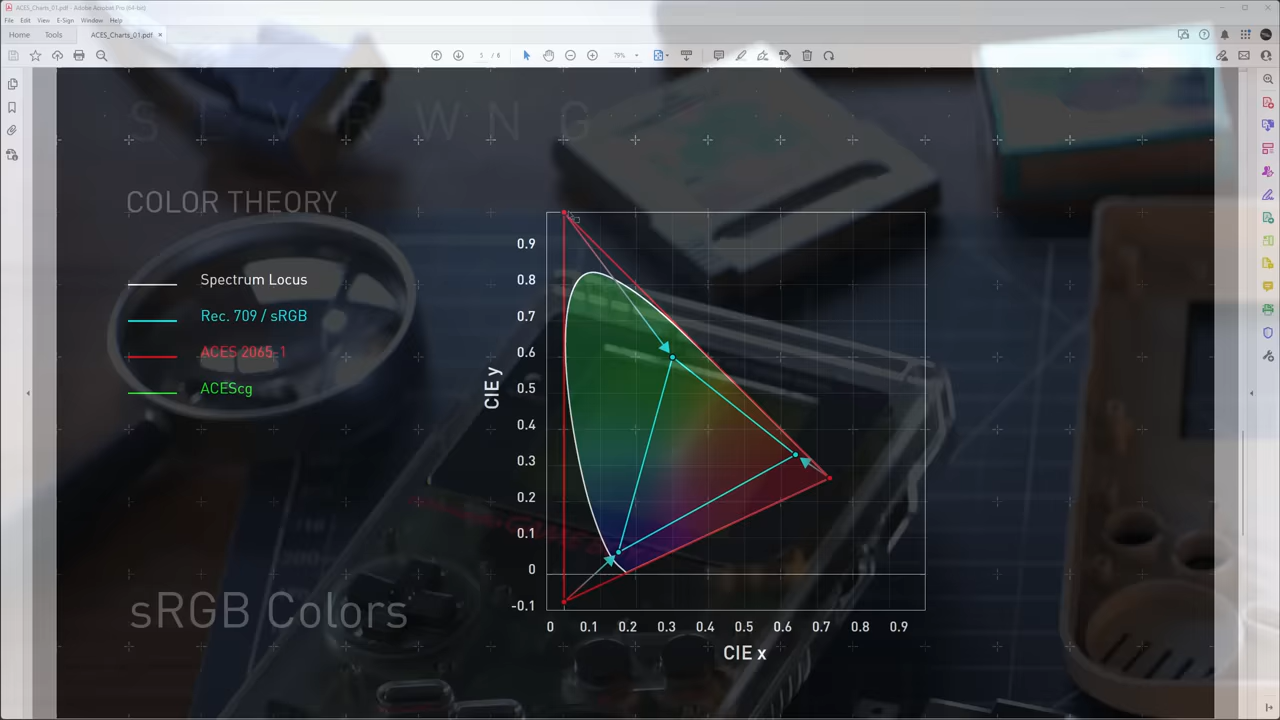 ACES_Charts_01.pdf - Adobe Acrobat Pro (64-bit)
File Edit View E-Sign Window Help
Home Tools ACES_Charts_01.pdf ×
5 / 6 79%
COLOR THEORY
Spectrum Locus
Rec. 709 / sRGB
ACES 2065-1
ACEScg
sRGB Colors
CIE y
0.9
0.8
0.7
0.6
0.5
0.4
0.3
0.2
0.1
0
-0.1
0 0.1 0.2 0.3 0.4 0.5 0.6 0.7 0.8 0.9
CIE x